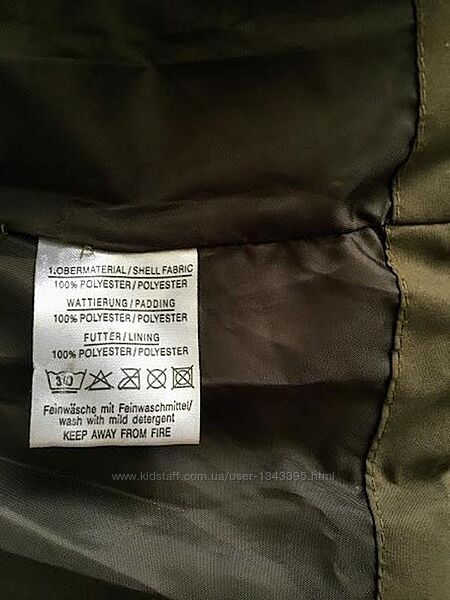 1.OBERMATERIAL/SHELL FABRIC
100% POLYESTER/POLYESTER
WATTIERUNG/PADDING
100% POLYESTER/POLYESTER
FUTTER/LINING
100% POLYESTER/POLYESTER
30
Feinwäsche mit Feinwaschmittel/
wash with mild detergent
KEEP AWAY FROM FIRE
www.kidstaff.com.ua/user-1343395.html